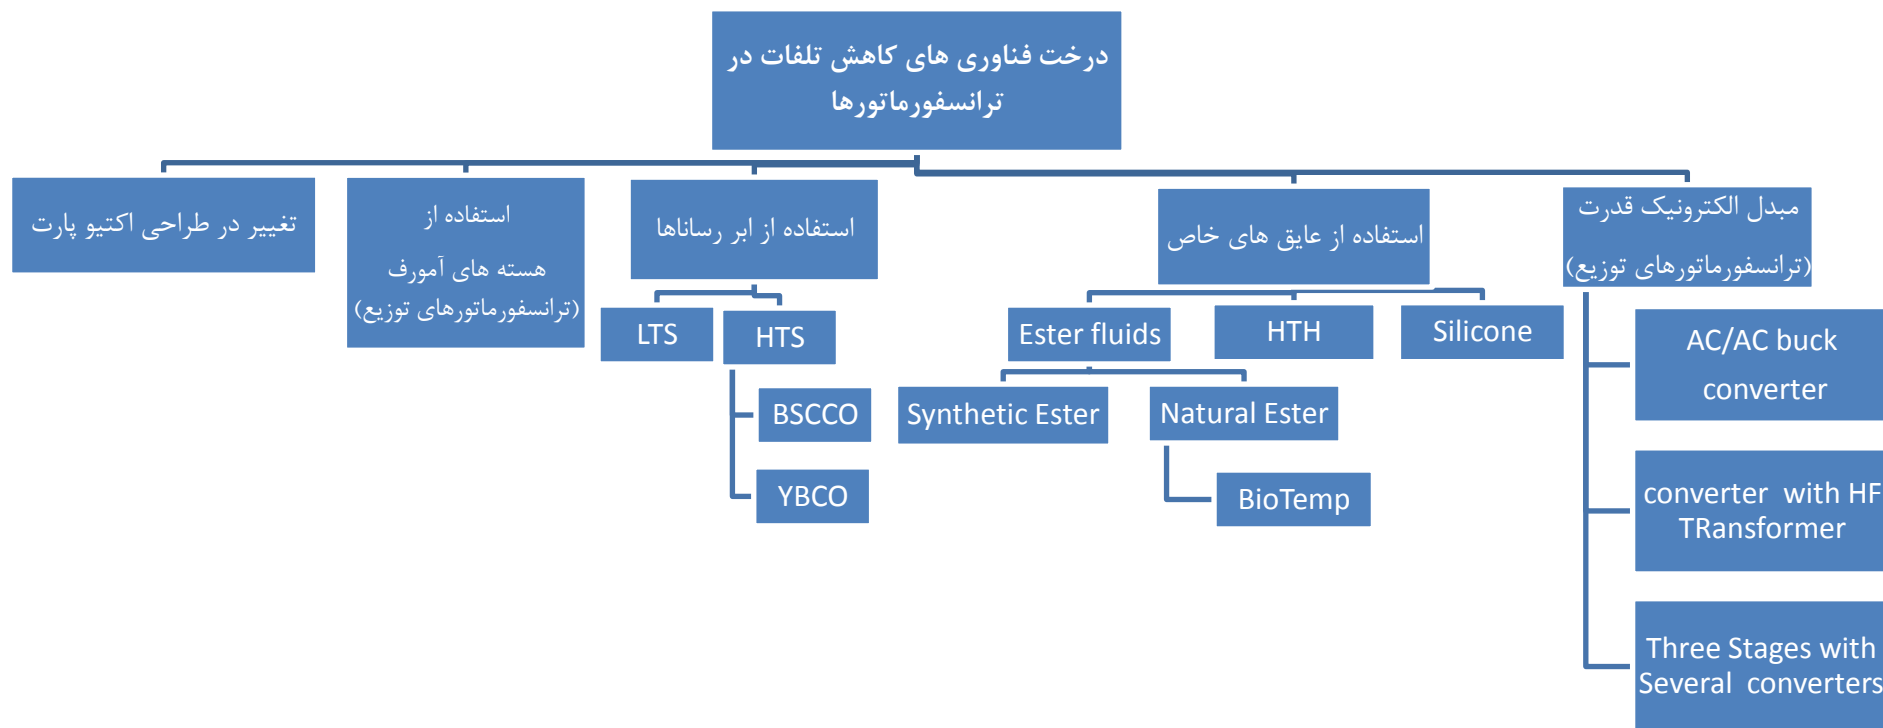 درخت فناوری های کاهش تلفات در
ترانسفورماتورها
مبدل الکترونیک قدرت
(ترانسفورماتورهای توزیع)
استفاده از عایق های خاص
استفاده از ابر رساناها
استفاده از
هسته های آمورف
(ترانسفورماتورهای توزیع)
تغییر در طراحی اکتیو پارت
LTS
HTS
BSCCO
YBCO
Ester fluids
HTH
Silicone
Synthetic Ester
Natural Ester
BioTemp
AC/AC buck
converter
converter with HF
TRansformer
Three Stages with
Several converters